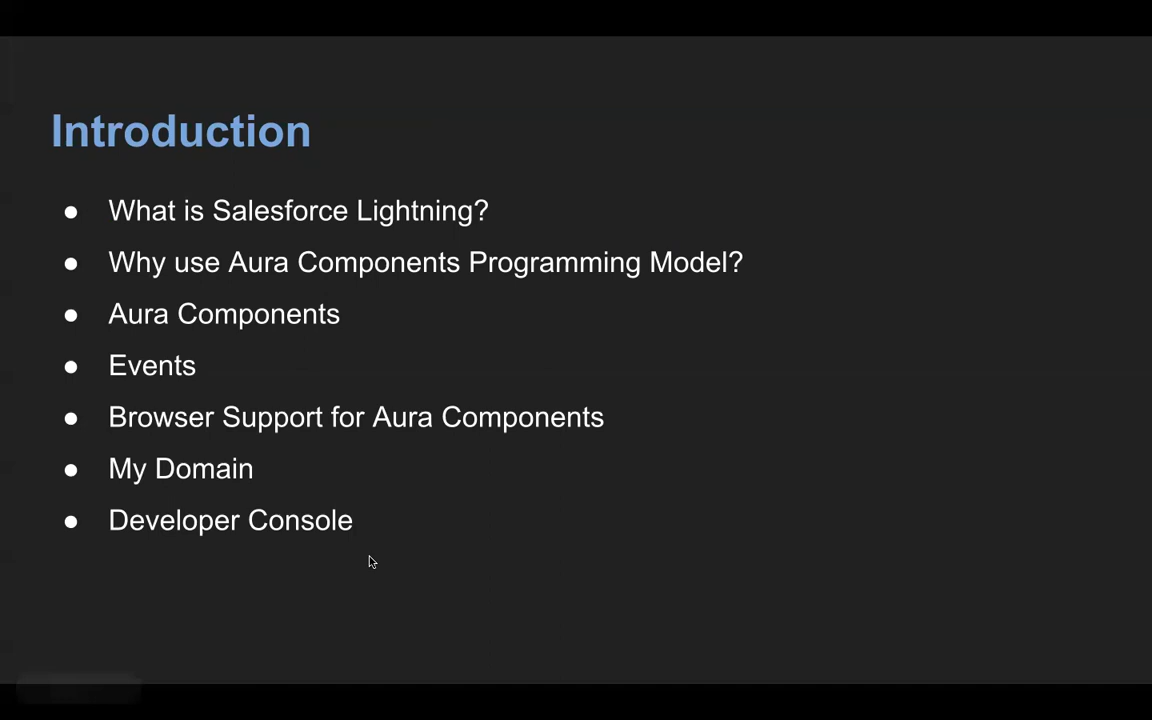 Introduction
● What is Salesforce Lightning?
● Why use Aura Components Programming Model?
● Aura Components
● Events
● Browser Support for Aura Components
● My Domain
● Developer Console